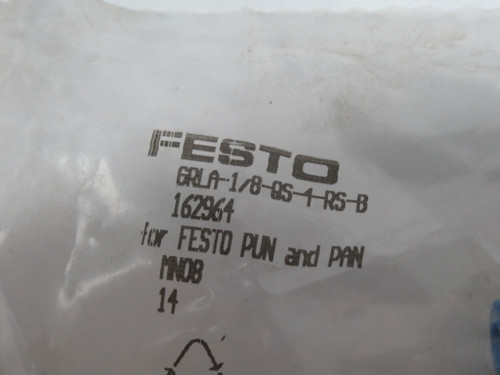 FESTO
GRLA-1/8-QS-4-RS-B
162964
for FESTO PUN and PAN
MN08
14